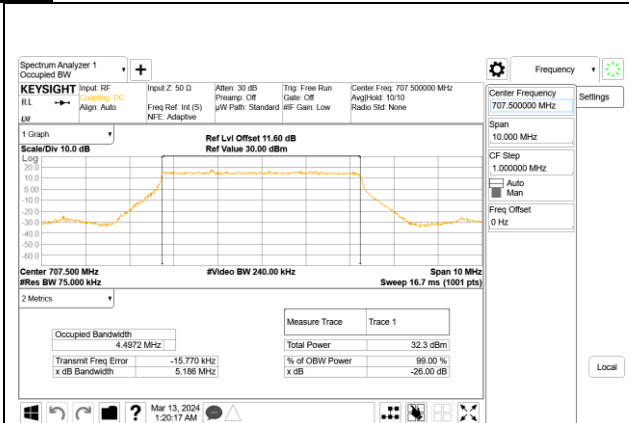 Spectrum Analyzer 1
Occupied BW
+
Frequency
KEYSIGHT Input: RF Input Z: 50 Ω Atten: 30 dB Trig: Free Run Center Freq: 707.500000 MHz
RL Coupling: DC Preamp: Off Gate: Off Avg|Hold: 10/10
Align: Auto Freq Ref: Int (S) µW Path: Standard #IF Gain: Low Radio Std: None
NFE: Adaptive
Center Frequency
707.500000 MHz
Settings
Span
10.000 MHz
CF Step
1.000000 MHz
Auto
Man
Freq Offset
0 Hz
Local
1 Graph
Ref Lvl Offset 11.60 dB
Scale/Div 10.0 dB Ref Value 30.00 dBm
Log
20.0
10.0
0.00
-10.0
-20.0
-30.0
-40.0
-50.0
-60.0
Center 707.500 MHz #Video BW 240.00 kHz Span 10 MHz
#Res BW 75.000 kHz Sweep 16.7 ms (1001 pts)
2 Metrics
Measure Trace Trace 1
Occupied Bandwidth
4.4972 MHz Total Power 32.3 dBm
Transmit Freq Error -15.770 kHz % of OBW Power 99.00 %
x dB Bandwidth 5.186 MHz x dB -26.00 dB
? Mar 13, 2024
1:20:17 AM